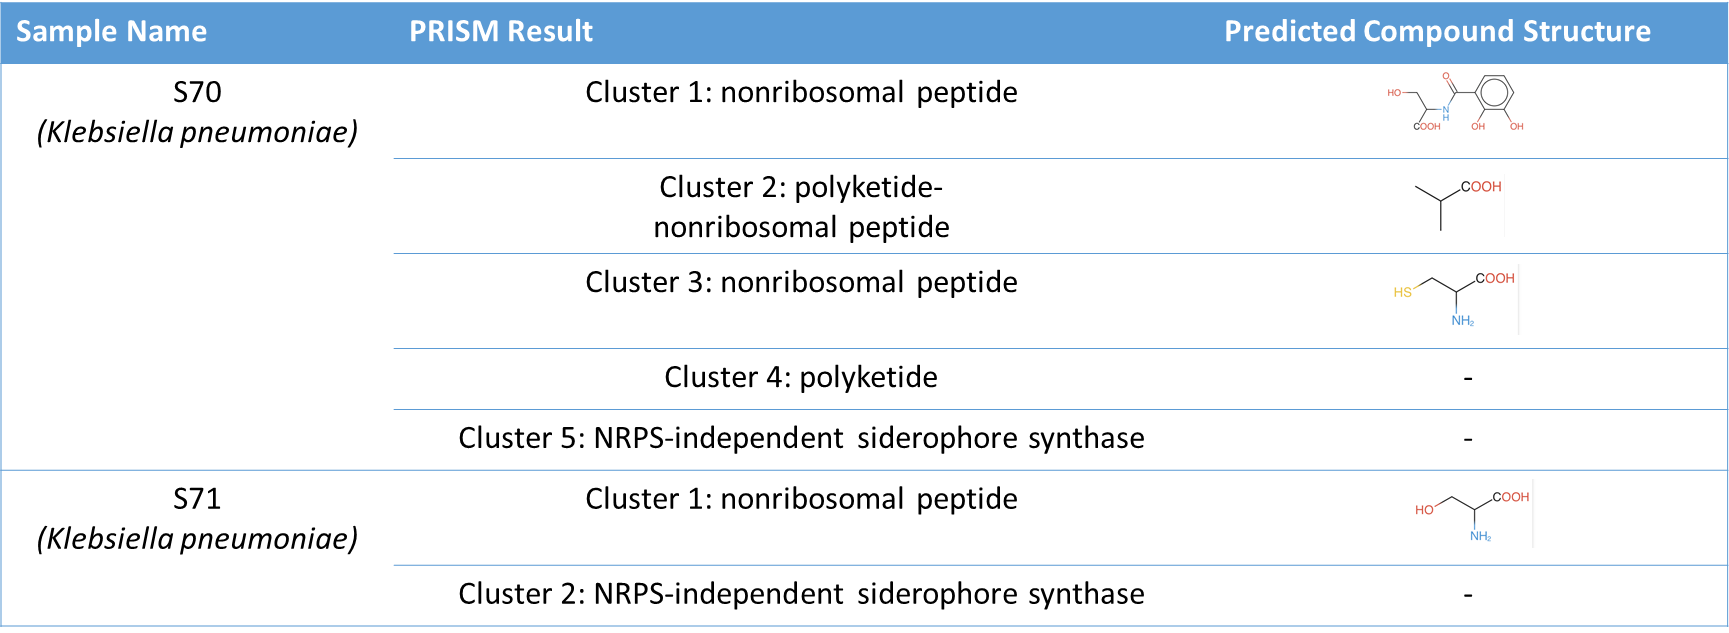 Sample Name PRISM Result Predicted Compound Structure
S70 Cluster 1: nonribosomal peptide
(Klebsiella pneumoniae)
O
HO
N
H
COOH OH OH
Cluster 2: polyketide-
nonribosomal peptide
COOH
Cluster 3: nonribosomal peptide
COOH
HS
NH₂
Cluster 4: polyketide -
Cluster 5: NRPS-independent siderophore synthase -
S71 Cluster 1: nonribosomal peptide
(Klebsiella pneumoniae)
COOH
HO
NH₂
Cluster 2: NRPS-independent siderophore synthase -